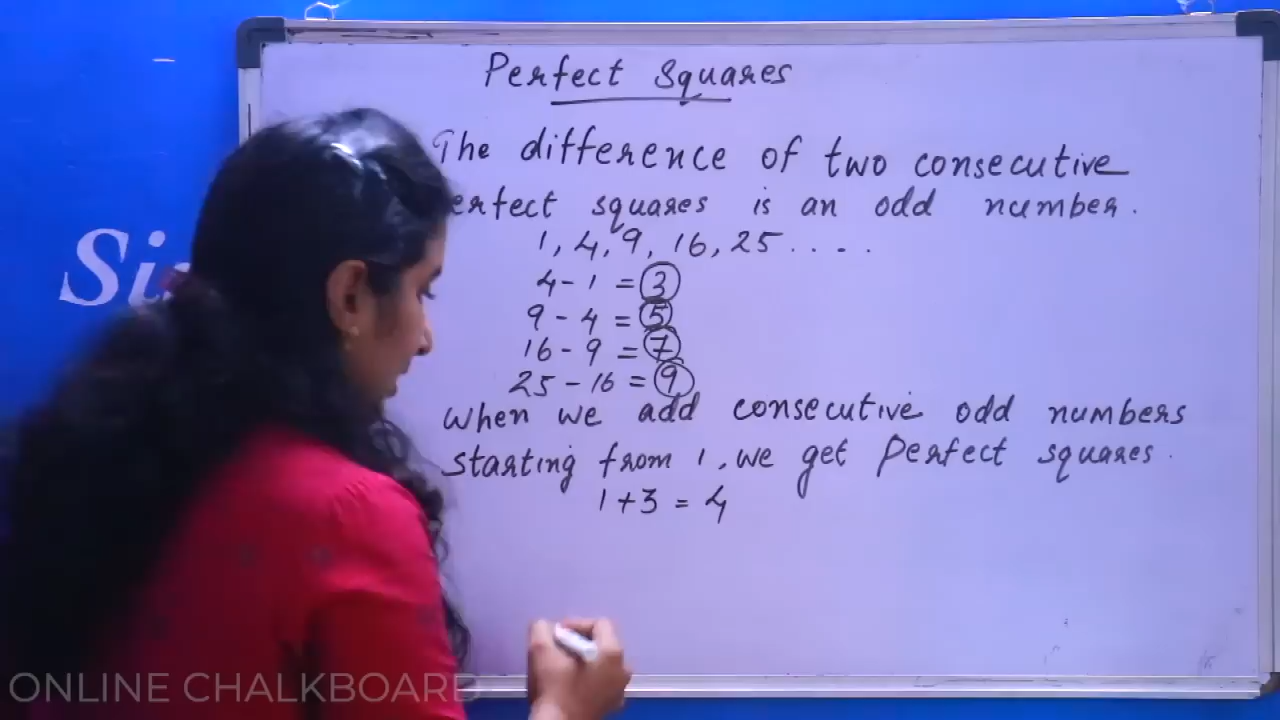 Perfect Squares
The difference of two consecutive
erfect squares is an odd number.
1, 4, 9, 16, 25 . . . .
4 - 1 = 3
9 - 4 = 5
16 - 9 = 7
25 - 16 = 9
When we add consecutive odd numbers
starting from 1, we get Perfect squares.
1 + 3 = 4
ONLINE CHALKBOARD